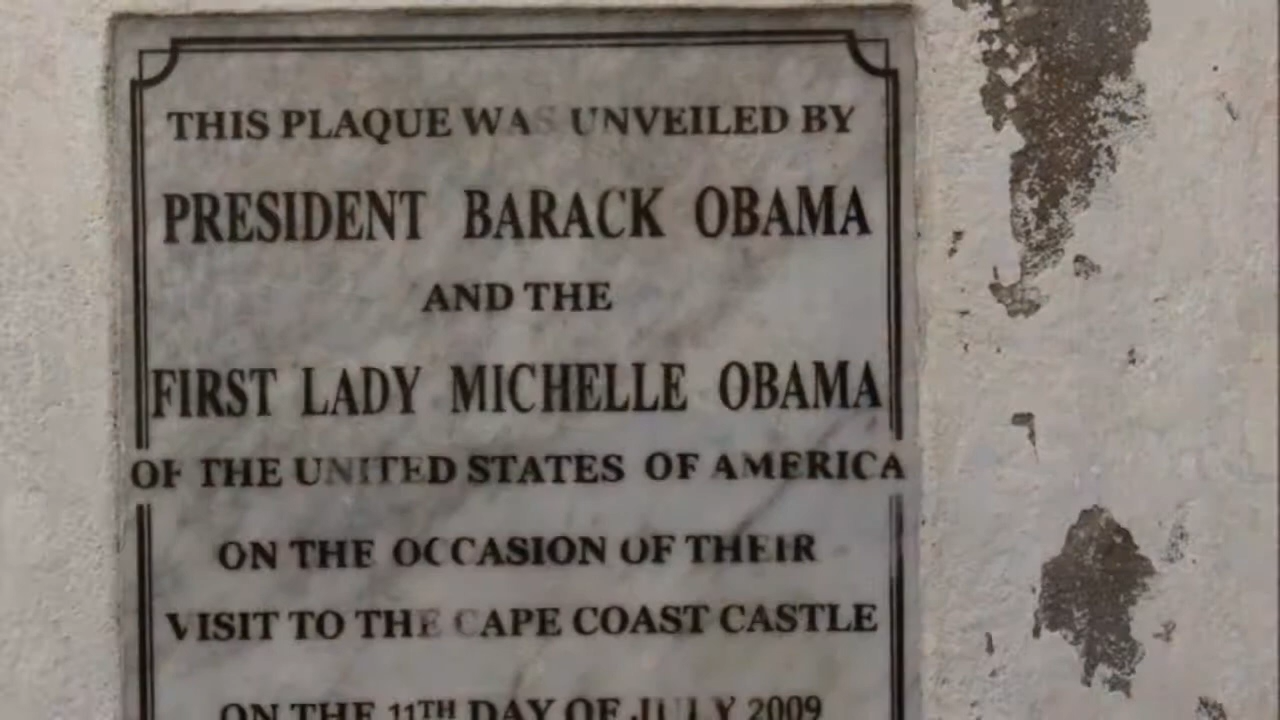 THIS PLAQUE WAS UNVEILED BY
PRESIDENT BARACK OBAMA
AND THE
FIRST LADY MICHELLE OBAMA
OF THE UNITED STATES OF AMERICA
ON THE OCCASION OF THEIR
VISIT TO THE CAPE COAST CASTLE
ON THE 11TH DAY OF JULY 2009